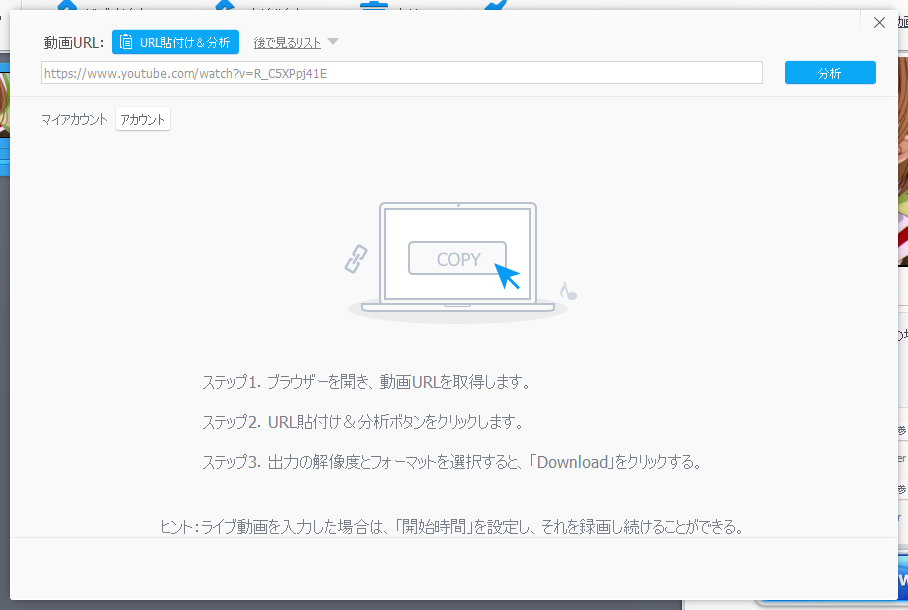 動画URL: URL貼付け＆分析 後で見るリスト
https://www.youtube.com/watch?v=R_C5XPpj41E 分析
マイアカウント アカウント
COPY
ステップ1. ブラウザーを開き、動画URLを取得します。
ステップ2. URL貼付け＆分析ボタンをクリックします。
ステップ3. 出力の解像度とフォーマットを選択すると、「Download」をクリックする。
ヒント：ライブ動画を入力した場合は、「開始時間」を設定し、それを録画し続けることができる。